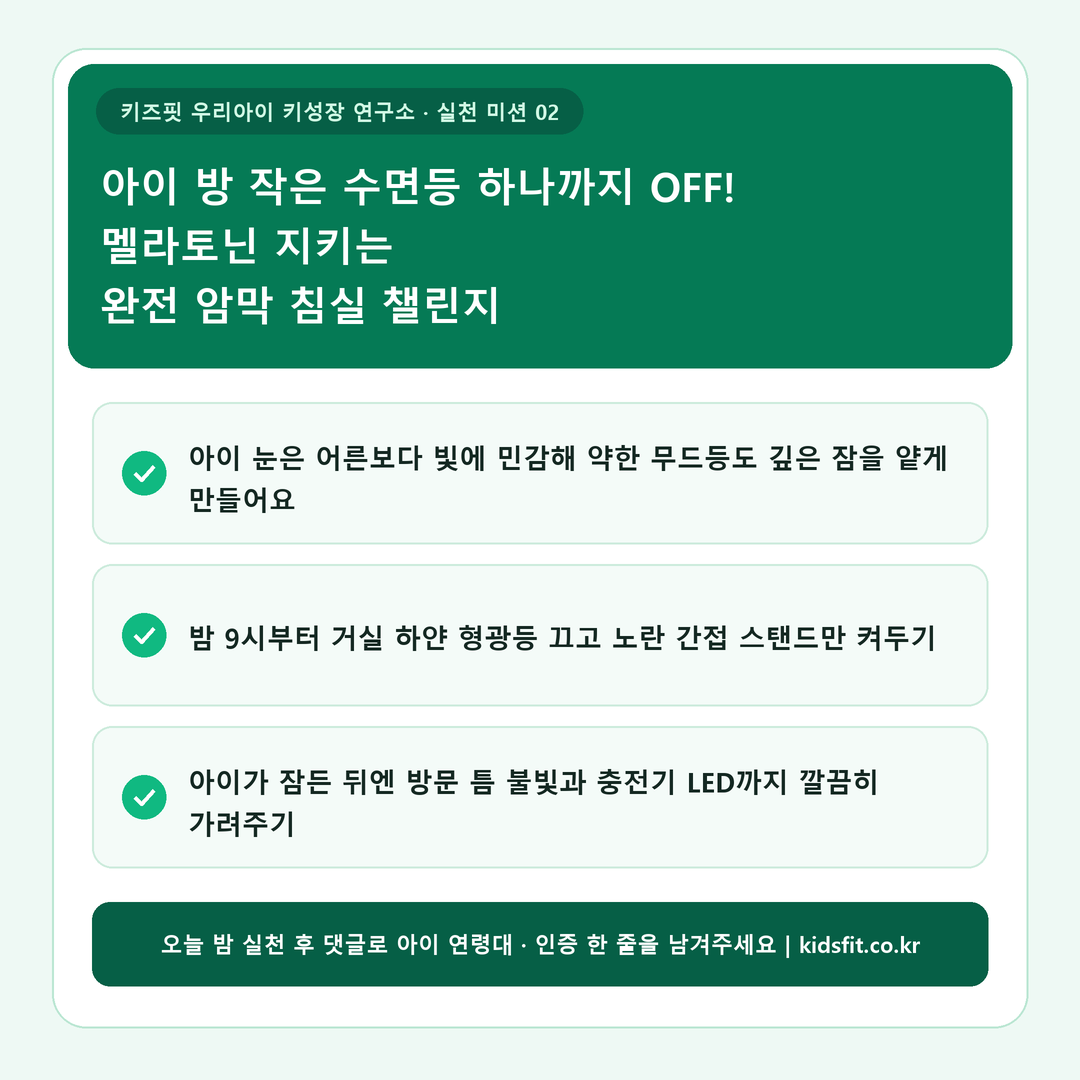 키즈핏 우리아이 키성장 연구소 · 실천 미션 02
아이 방 작은 수면등 하나까지 OFF!
멜라토닌 지키는
완전 암막 침실 챌린지
아이 눈은 어른보다 빛에 민감해 약한 무드등도 깊은 잠을 얕게
만들어요
밤 9시부터 거실 하얀 형광등 끄고 노란 간접 스탠드만 켜두기
아이가 잠든 뒤엔 방문 틈 불빛과 충전기 LED까지 깔끔히
가려주기
오늘 밤 실천 후 댓글로 아이 연령대 · 인증 한 줄을 남겨주세요 | kidsfit.co.kr